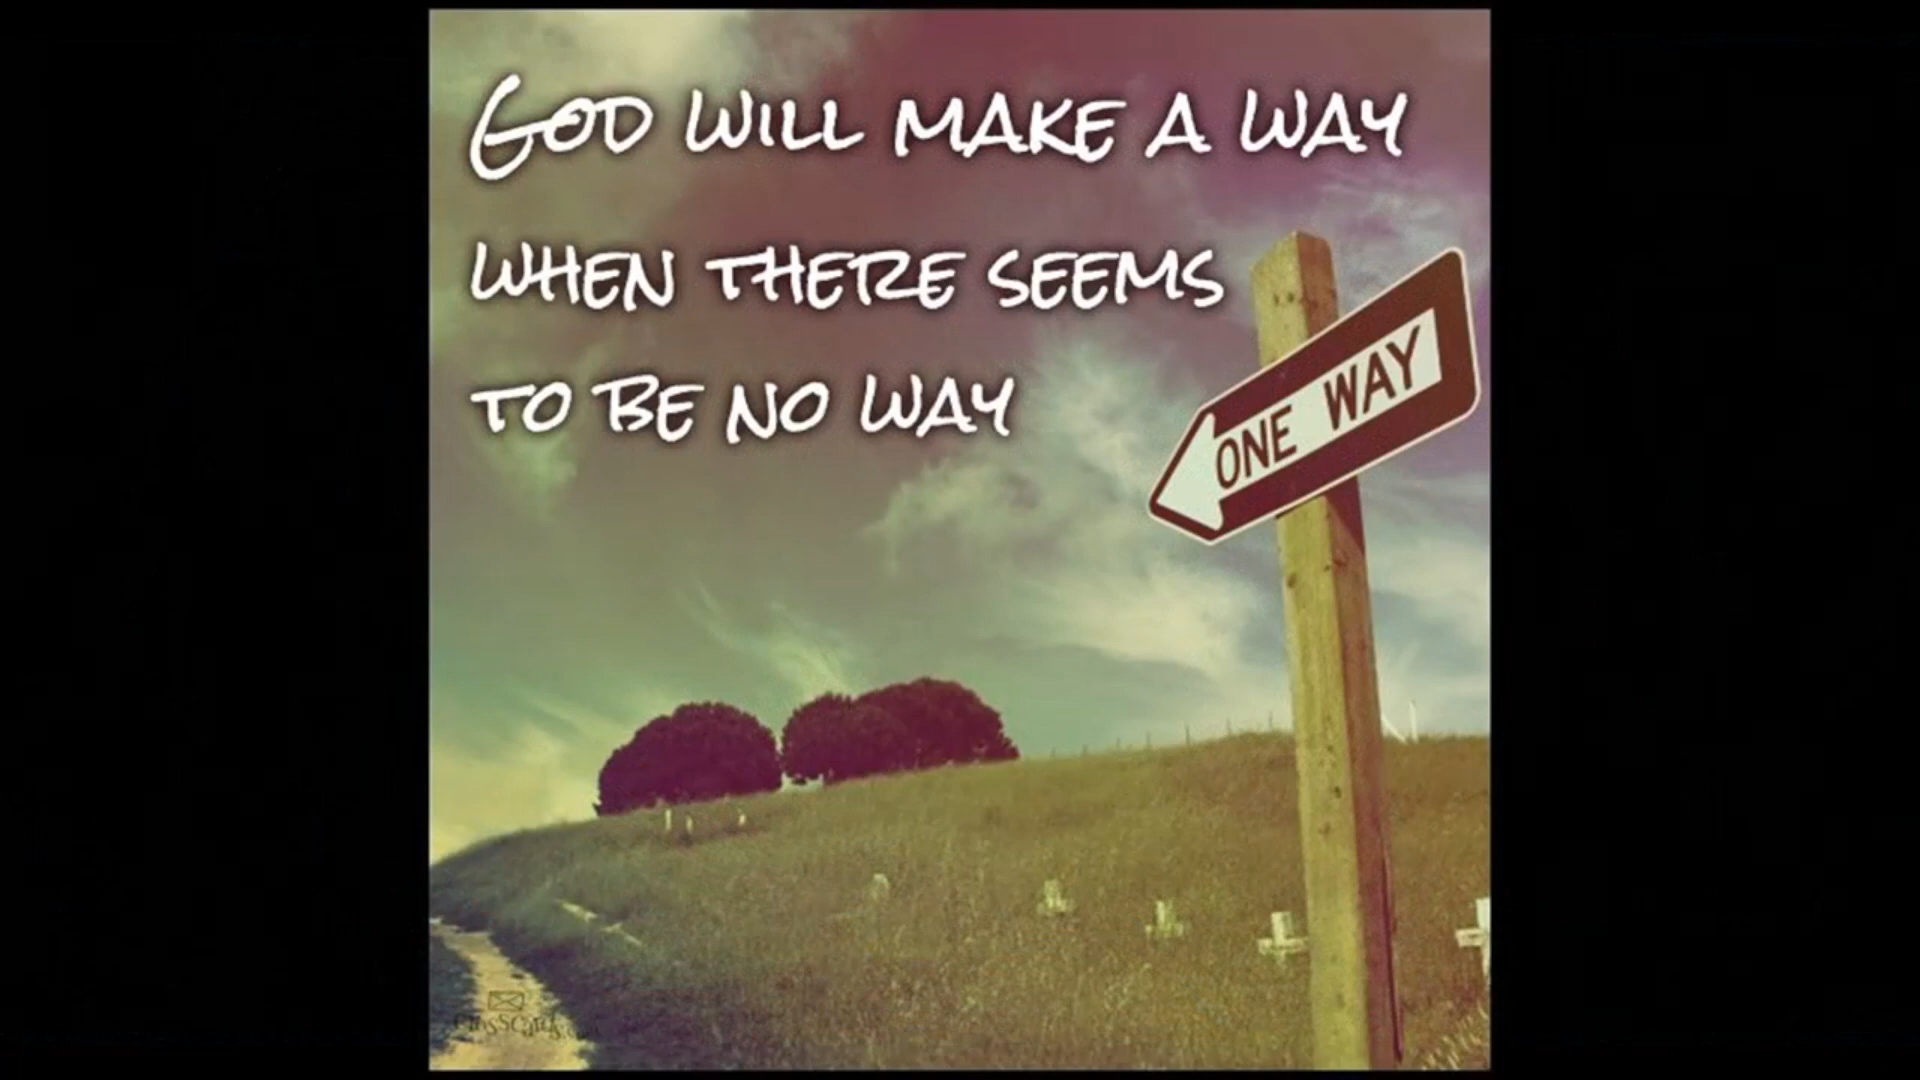 GOD WILL MAKE A WAY
WHEN THERE SEEMS
TO BE NO WAY
ONE WAY